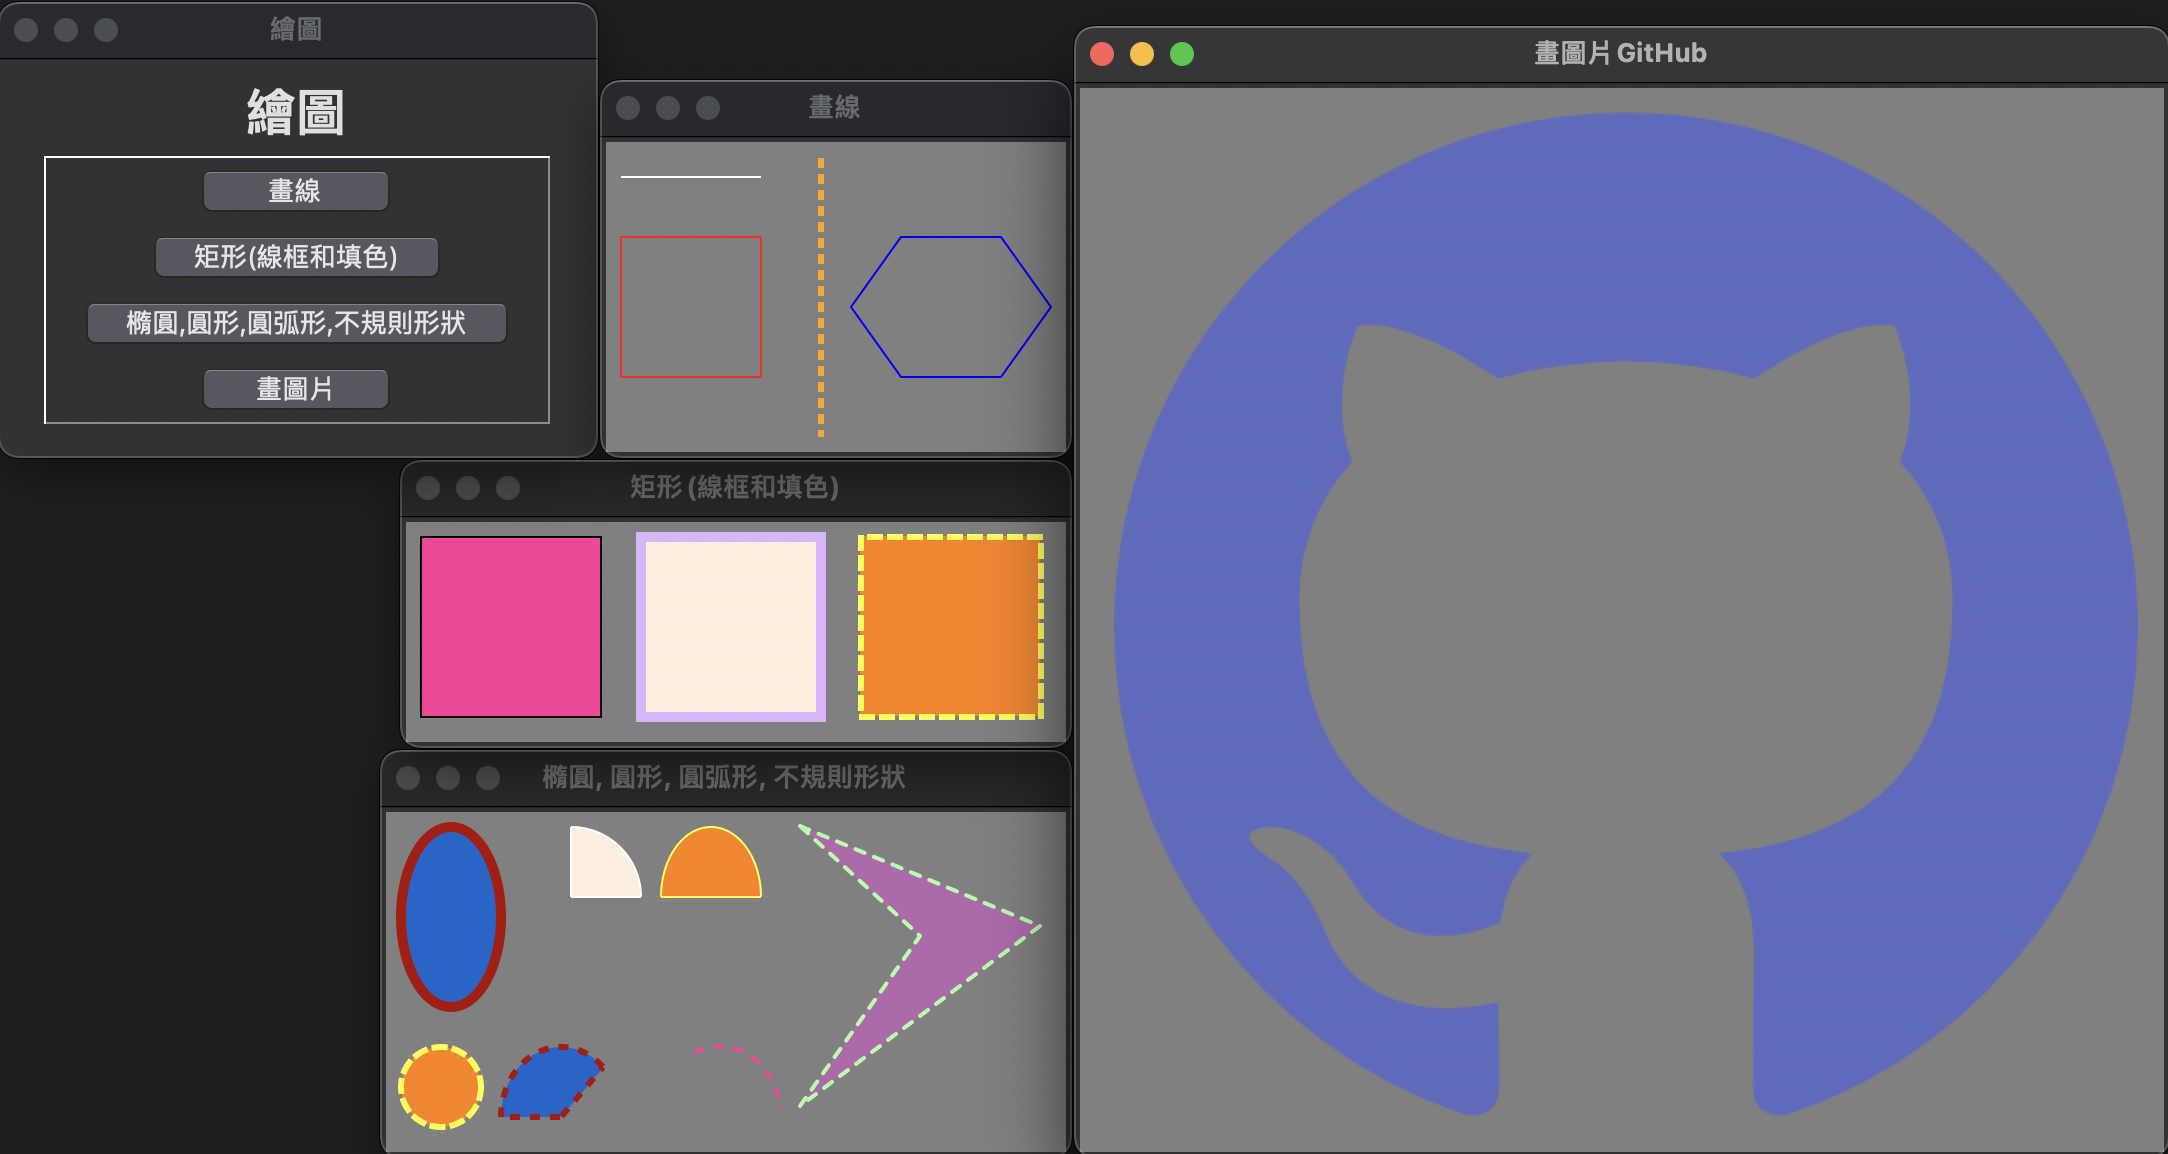 繪圖
繪圖
畫線
矩形(線框和填色)
橢圓,圓形,圓弧形,不規則形狀
畫圖片
畫線
矩形 (線框和填色)
橢圓, 圓形, 圓弧形, 不規則形狀
畫圖片 GitHub